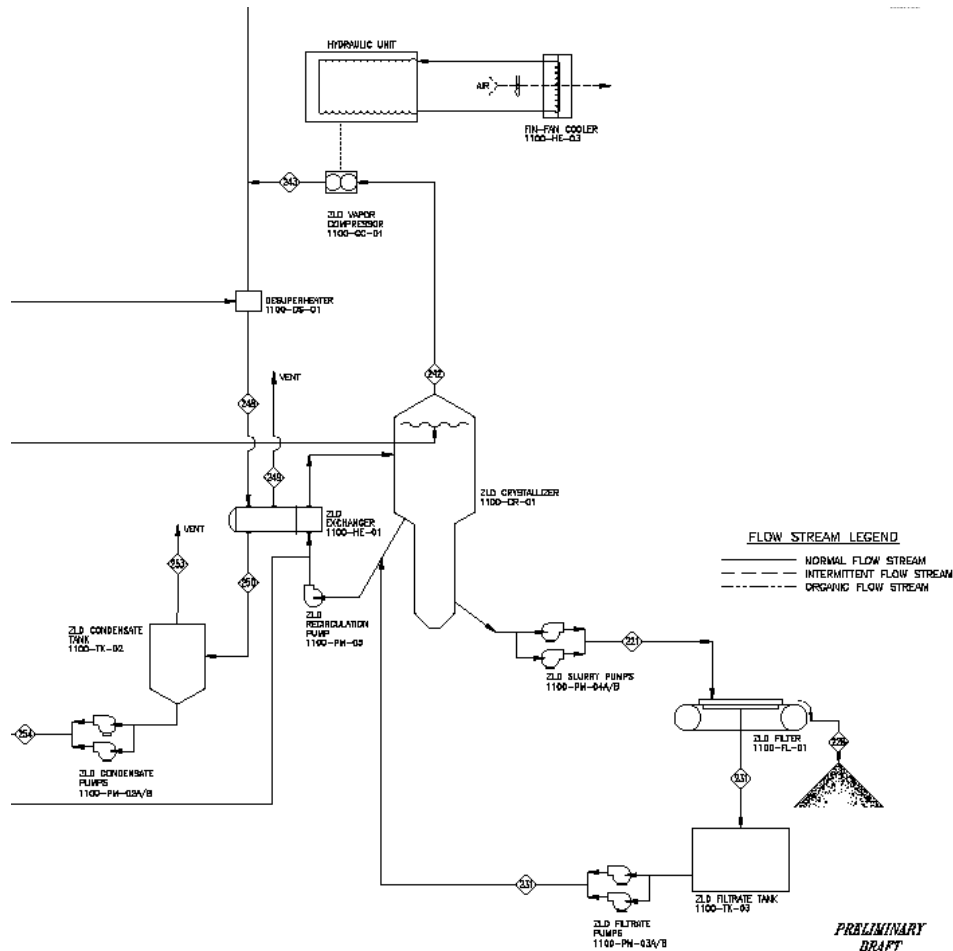 HYDRAULIC UNIT
AIR
FIN-FAN COOLER
1100-HE-03
243
ZLD VAPOR
COMPRESSOR
1100-CC-01
DESUPERHEATER
1100-DS-01
242
VENT
248
249
ZLD CRYSTALLIZER
1100-CR-01
ZLD
EXCHANGER
1100-HE-01
VENT
253
250
FLOW STREAM LEGEND
NORMAL FLOW STREAM
INTERMITTENT FLOW STREAM
ORGANIC FLOW STREAM
ZLD
RECIRCULATION
PUMP
1100-PM-05
ZLD CONDENSATE
TANK
1100-TK-02
221
ZLD SLURRY PUMPS
1100-PM-04A/B
254
ZLD FILTER
1100-FL-01
226
ZLD CONDENSATE
PUMPS
231
231
ZLD FILTRATE TANK
1100-TK-03
ZLD FILTRATE
PUMPS
1100-PM-03A/B
PRELIMINARY
DRAFT